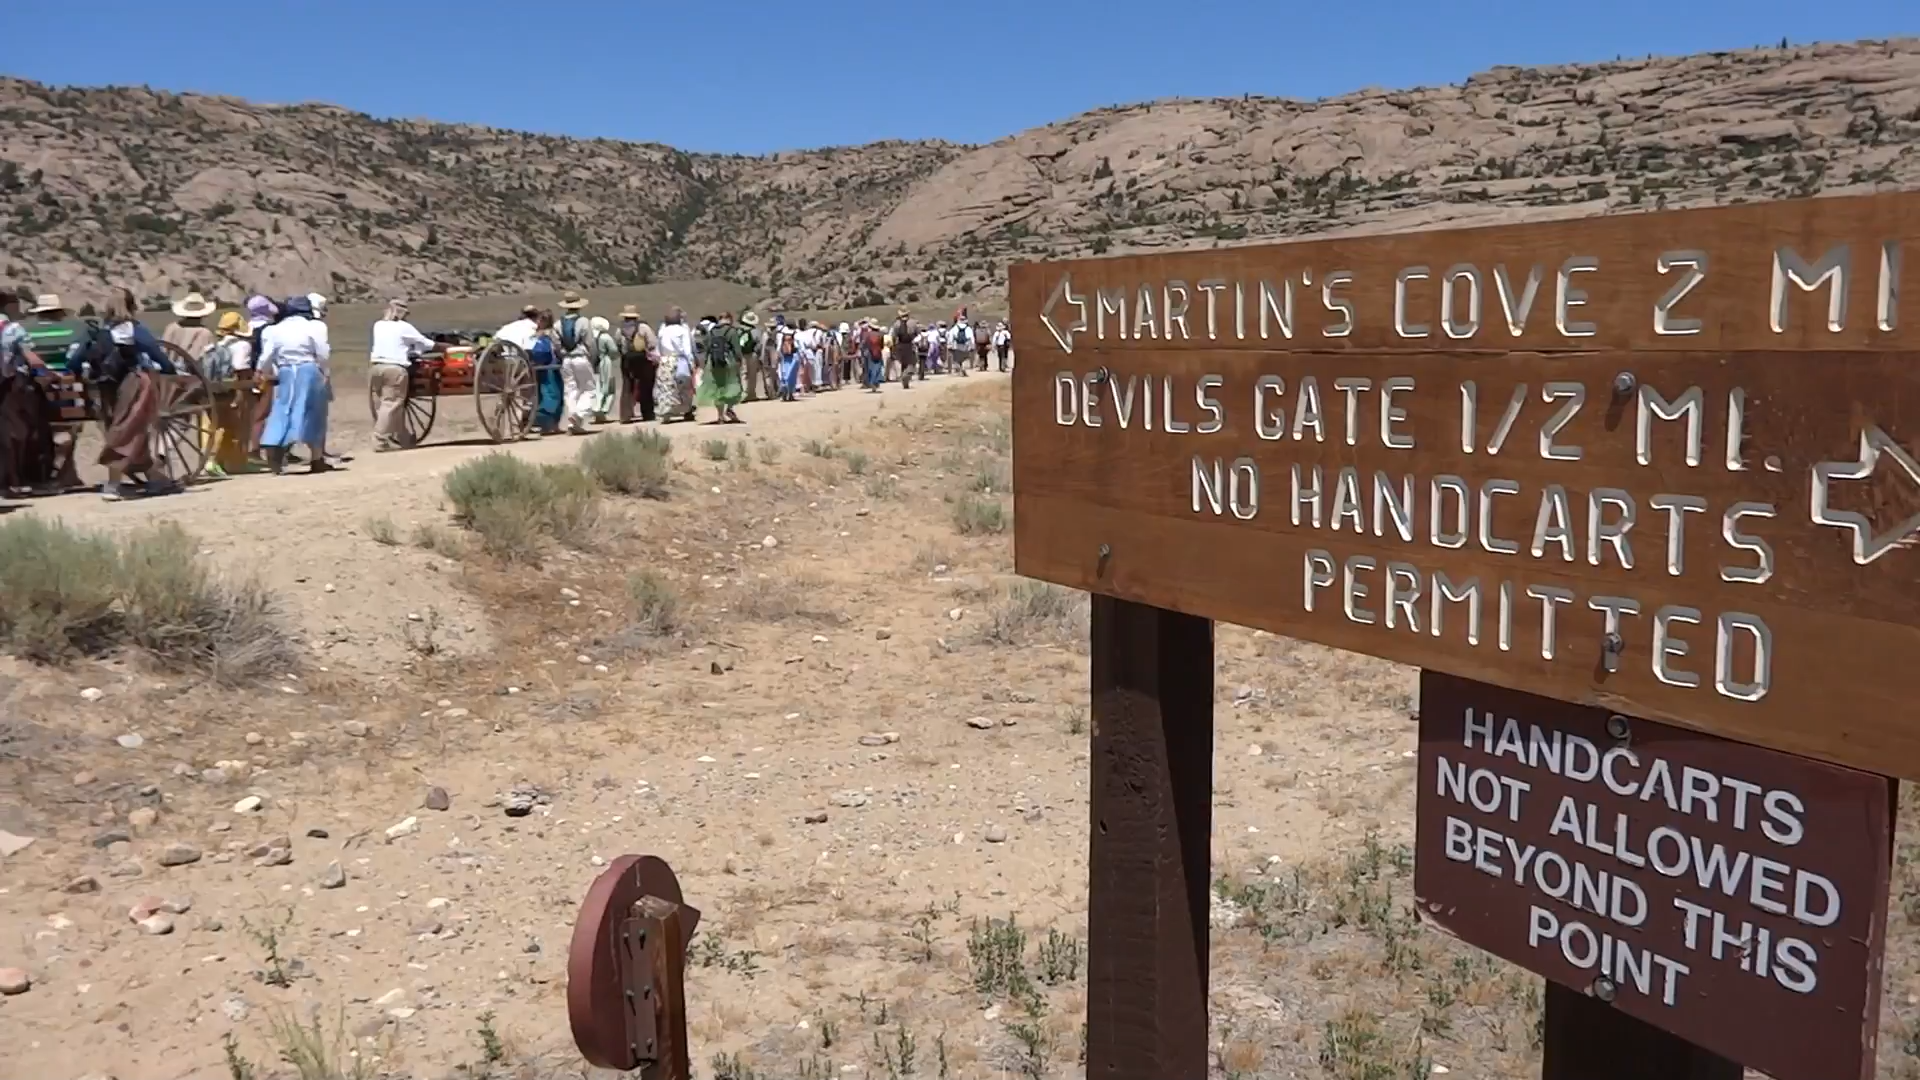 MARTIN'S COVE 2 MI
DEVILS GATE 1/2 MI.
NO HANDCARTS
PERMITTED
HANDCARTS
NOT ALLOWED
BEYOND THIS
POINT